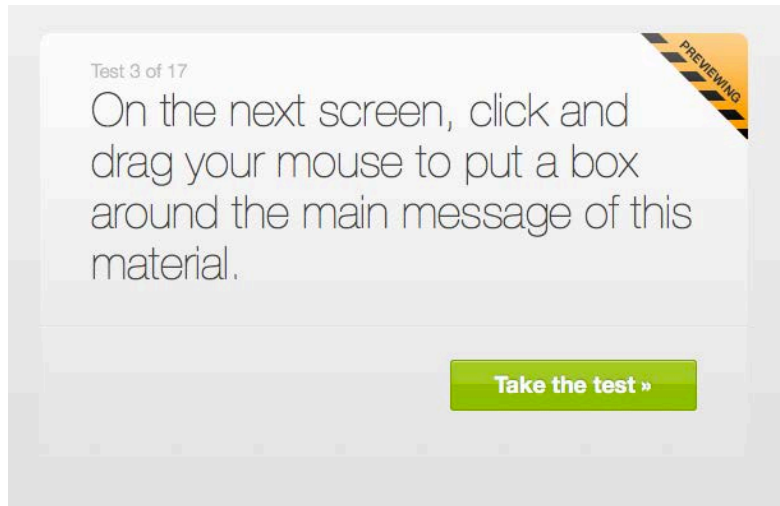 Test 3 of 17
PREVIEWING
On the next screen, click and
drag your mouse to put a box
around the main message of this
material.
Take the test »